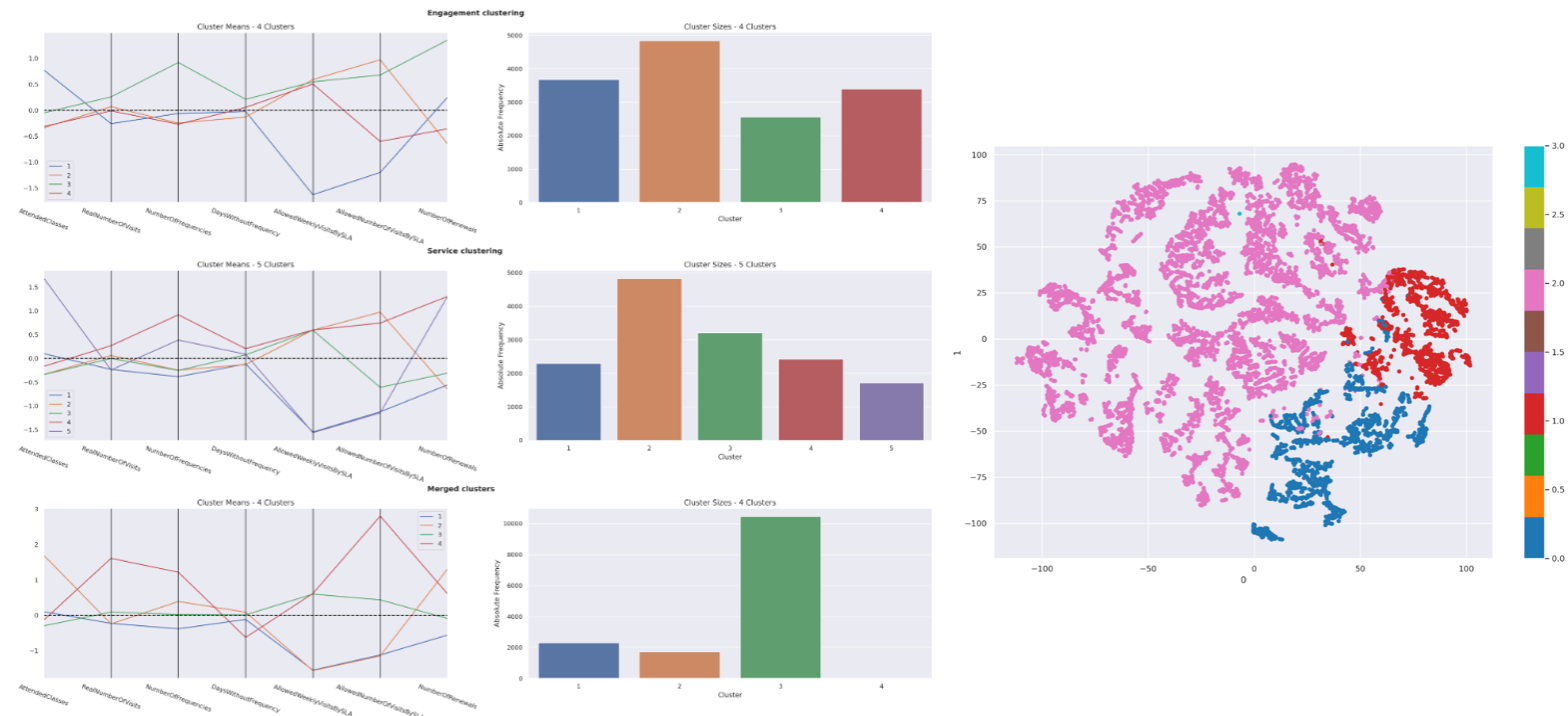 Engagement clustering
Cluster Means - 4 Clusters
1.0
0.5
0.0
−0.5
−1.0
−1.5
1
2
3
4
AttendedClasses
RealNumberOfVisits
NumberOfFrequencies
DaysWithoutFrequency
AllowedWeeklyVisitsBySLA
AllowedNumberOfVisitsBySLA
NumberOfRenewals
Cluster Sizes - 4 Clusters
Absolute Frequency
5000
4000
3000
2000
1000
0
1 2 3 4
Cluster
Service clustering
Cluster Means - 5 Clusters
1.5
1.0
0.5
0.0
−0.5
−1.0
−1.5
1
2
3
4
5
AttendedClasses
RealNumberOfVisits
NumberOfFrequencies
DaysWithoutFrequency
AllowedWeeklyVisitsBySLA
AllowedNumberOfVisitsBySLA
NumberOfRenewals
Cluster Sizes - 5 Clusters
Absolute Frequency
5000
4000
3000
2000
1000
0
1 2 3 4 5
Cluster
Merged clusters
Cluster Means - 4 Clusters
3
2
1
0
−1
1
2
3
4
AttendedClasses
RealNumberOfVisits
NumberOfFrequencies
DaysWithoutFrequency
AllowedWeeklyVisitsBySLA
NumberOfRenewals
Cluster Sizes - 4 Clusters
Absolute Frequency
10000
8000
6000
4000
2000
0
1 2 3 4
Cluster
100
75
50
25
0
−25
−50
−75
−100
1
−100 −50 0 50 100
0
3.0
2.5
2.0
1.5
1.0
0.5
0.0